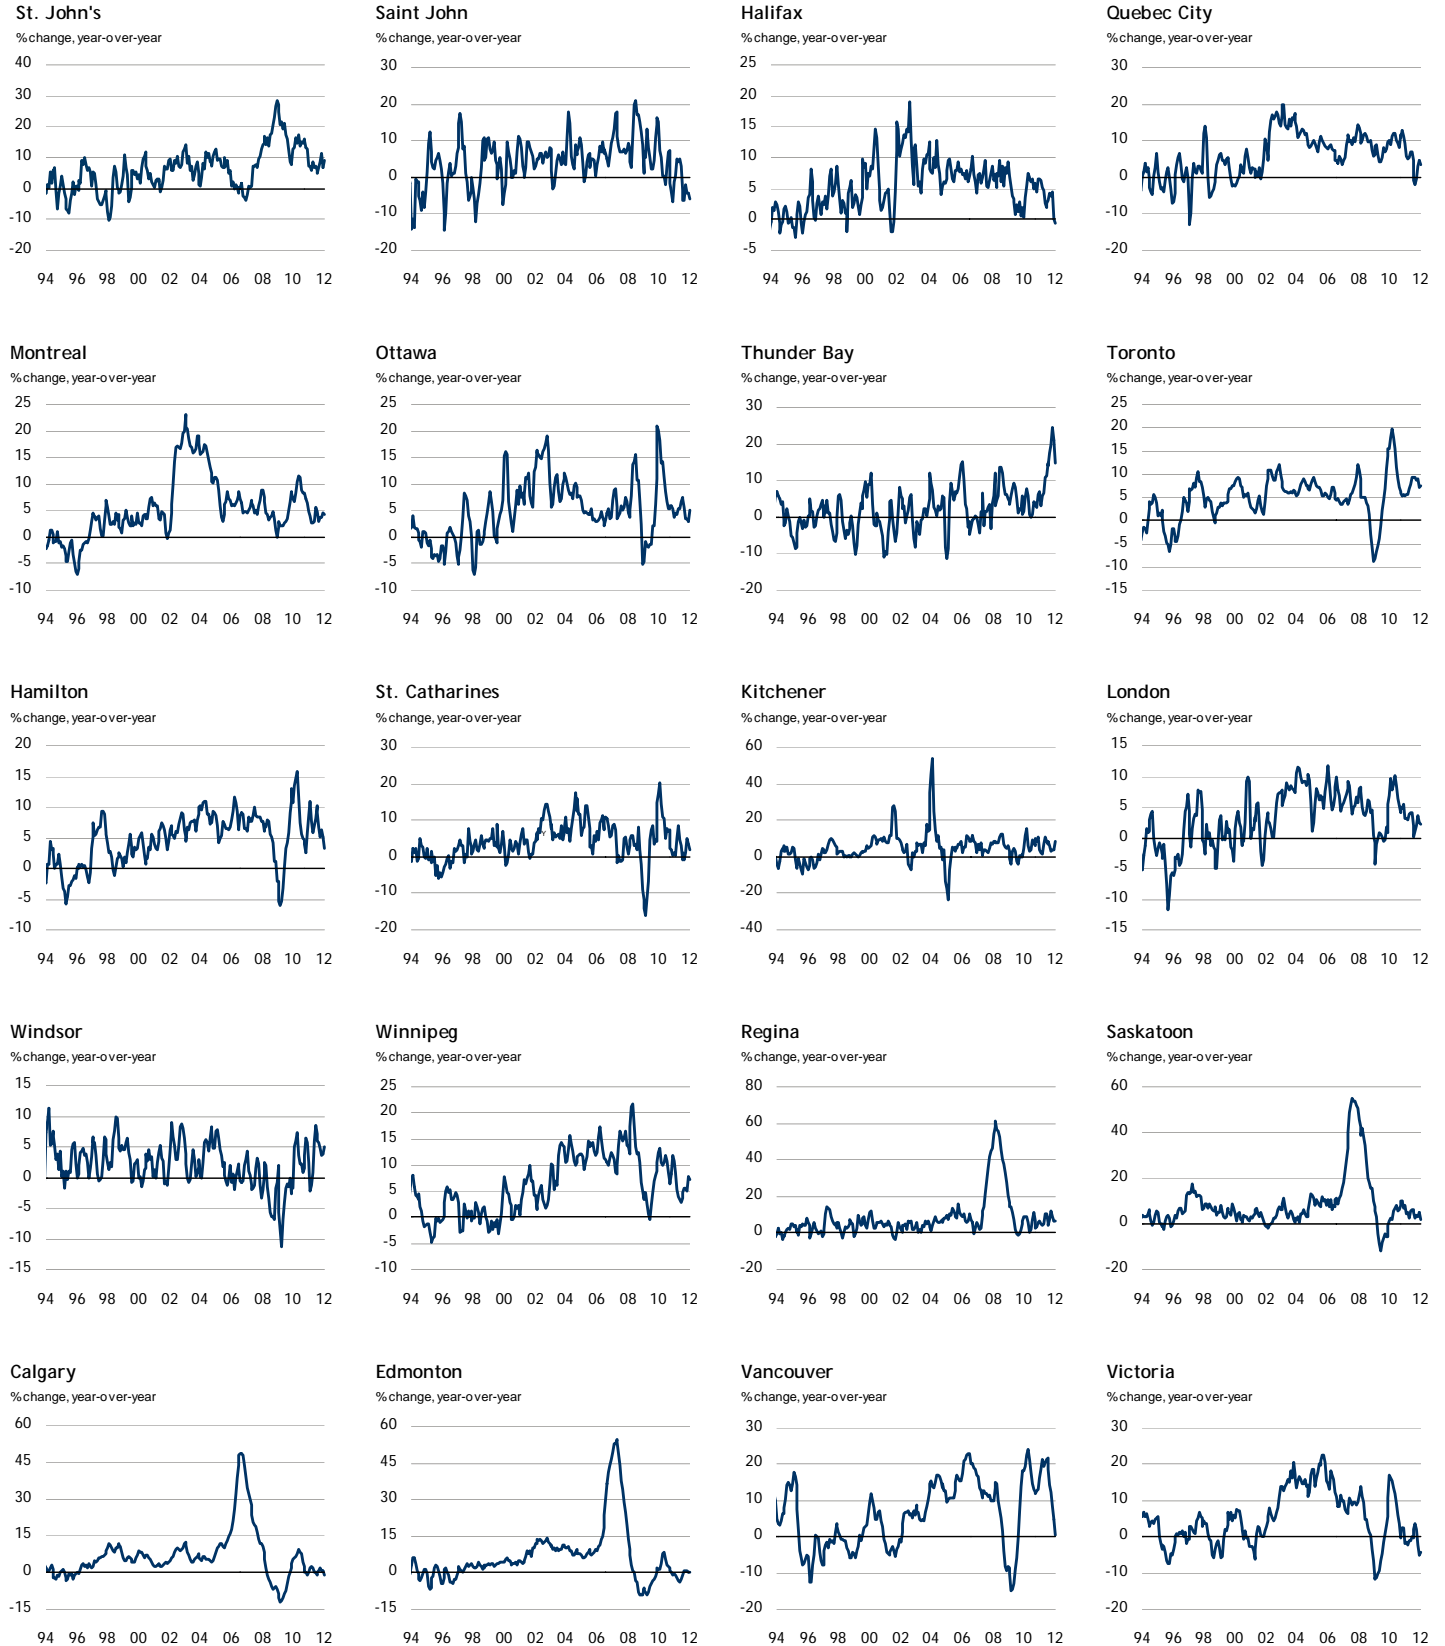 St. John's
%change, year-over-year
40
30
20
10
0
-10
-20
94 96 98 00 02 04 06 08 10 12
Saint John
%change, year-over-year
30
20
10
0
-10
-20
94 96 98 00 02 04 06 08 10 12
Halifax
%change, year-over-year
25
20
15
10
5
0
-5
94 96 98 00 02 04 06 08 10 12
Quebec City
%change, year-over-year
30
20
10
0
-10
-20
94 96 98 00 02 04 06 08 10 12
Montreal
%change, year-over-year
25
20
15
10
5
0
-5
-10
94 96 98 00 02 04 06 08 10 12
Ottawa
%change, year-over-year
25
20
15
10
5
0
-5
-10
94 96 98 00 02 04 06 08 10 12
Thunder Bay
%change, year-over-year
30
20
10
0
-10
-20
94 96 98 00 02 04 06 08 10 12
Toronto
%change, year-over-year
25
20
15
10
5
0
-5
-10
-15
94 96 98 00 02 04 06 08 10 12
Hamilton
%change, year-over-year
20
15
10
5
0
-5
-10
94 96 98 00 02 04 06 08 10 12
St. Catharines
%change, year-over-year
30
20
10
0
-10
-20
94 96 98 00 02 04 06 08 10 12
Kitchener
%change, year-over-year
60
40
20
0
-20
-40
94 96 98 00 02 04 06 08 10 12
London
%change, year-over-year
15
10
5
0
-5
-10
-15
94 96 98 00 02 04 06 08 10 12
Windsor
%change, year-over-year
15
10
5
0
-5
-10
-15
94 96 98 00 02 04 06 08 10 12
Winnipeg
%change, year-over-year
25
20
15
10
5
0
-5
-10
94 96 98 00 02 04 06 08 10 12
Regina
%change, year-over-year
80
60
40
20
0
-20
94 96 98 00 02 04 06 08 10 12
Saskatoon
%change, year-over-year
60
40
20
0
-20
94 96 98 00 02 04 06 08 10 12
Calgary
%change, year-over-year
60
45
30
15
0
-15
94 96 98 00 02 04 06 08 10 12
Edmonton
%change, year-over-year
60
45
30
15
0
-15
94 96 98 00 02 04 06 08 10 12
Vancouver
%change, year-over-year
30
20
10
0
-10
-20
94 96 98 00 02 04 06 08 10 12
Victoria
%change, year-over-year
30
20
10
0
-10
-20
94 96 98 00 02 04 06 08 10 12